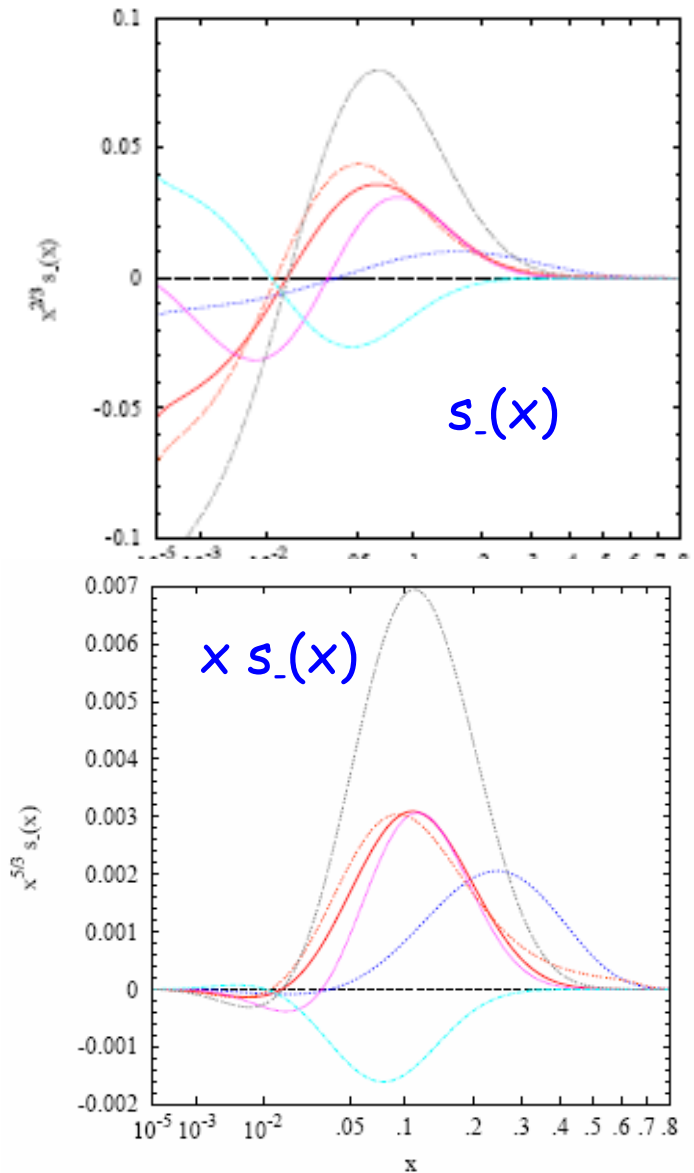 0.1
0.05
0
-0.05
-0.1
x^{2/3} s_-(x)
s_-(x)
0.007
0.006
0.005
0.004
0.003
0.002
0.001
0
-0.001
-0.002
x^{5/3} s_-(x)
x s_-(x)
10^{-5} 10^{-3} 10^{-2} .05 .1 .2 .3 .4 .5 .6 .7 .8
x